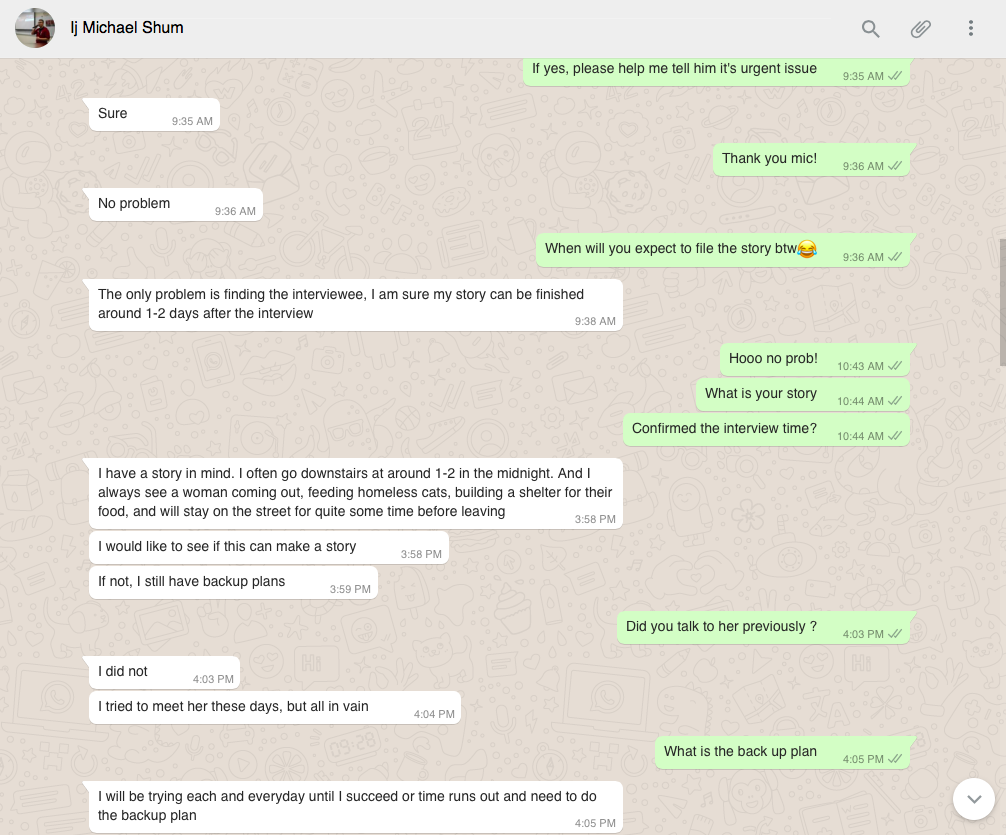 Ij Michael Shum
If yes, please help me tell him it's urgent issue
9:35 AM
Sure
9:35 AM
Thank you mic!
9:36 AM
No problem
9:36 AM
When will you expect to file the story btw😂
9:36 AM
The only problem is finding the interviewee, I am sure my story can be finished
around 1-2 days after the interview
9:38 AM
Hooo no prob!
10:43 AM
What is your story
10:44 AM
Confirmed the interview time?
10:44 AM
I have a story in mind. I often go downstairs at around 1-2 in the midnight. And I
always see a woman coming out, feeding homeless cats, building a shelter for their
food, and will stay on the street for quite some time before leaving
3:58 PM
I would like to see if this can make a story
3:58 PM
If not, I still have backup plans
3:59 PM
Did you talk to her previously ?
4:03 PM
I did not
4:03 PM
I tried to meet her these days, but all in vain
4:04 PM
What is the back up plan
4:05 PM
I will be trying each and everyday until I succeed or time runs out and need to do
the backup plan
4:05 PM